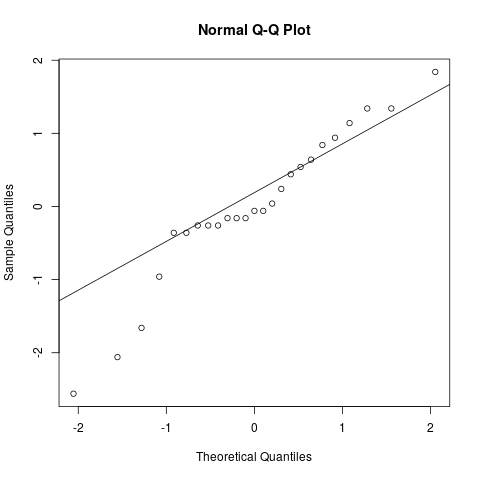 Normal Q-Q Plot
2
1
0
-1
-2
Sample Quantiles
-2 -1 0 1 2
Theoretical Quantiles